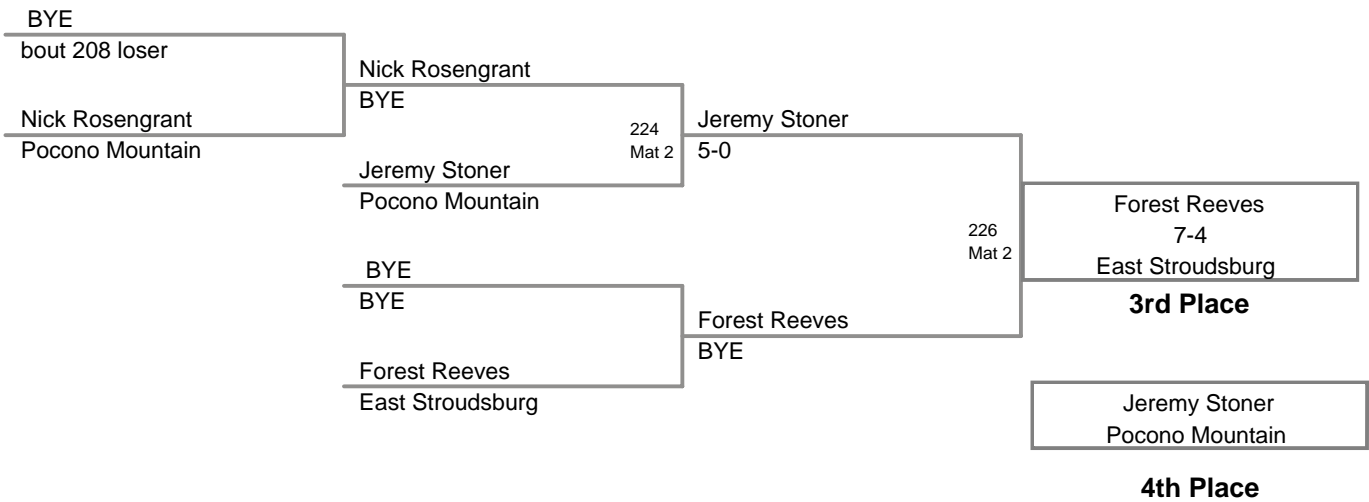 BYE
bout 208 loser
Nick Rosengrant
BYE
Nick Rosengrant
Pocono Mountain
224
Mat 2
Jeremy Stoner
5-0
Jeremy Stoner
Pocono Mountain
226
Mat 2
Forest Reeves
7-4
East Stroudsburg
3rd Place
BYE
BYE
Forest Reeves
BYE
Forest Reeves
East Stroudsburg
Jeremy Stoner
Pocono Mountain
4th Place